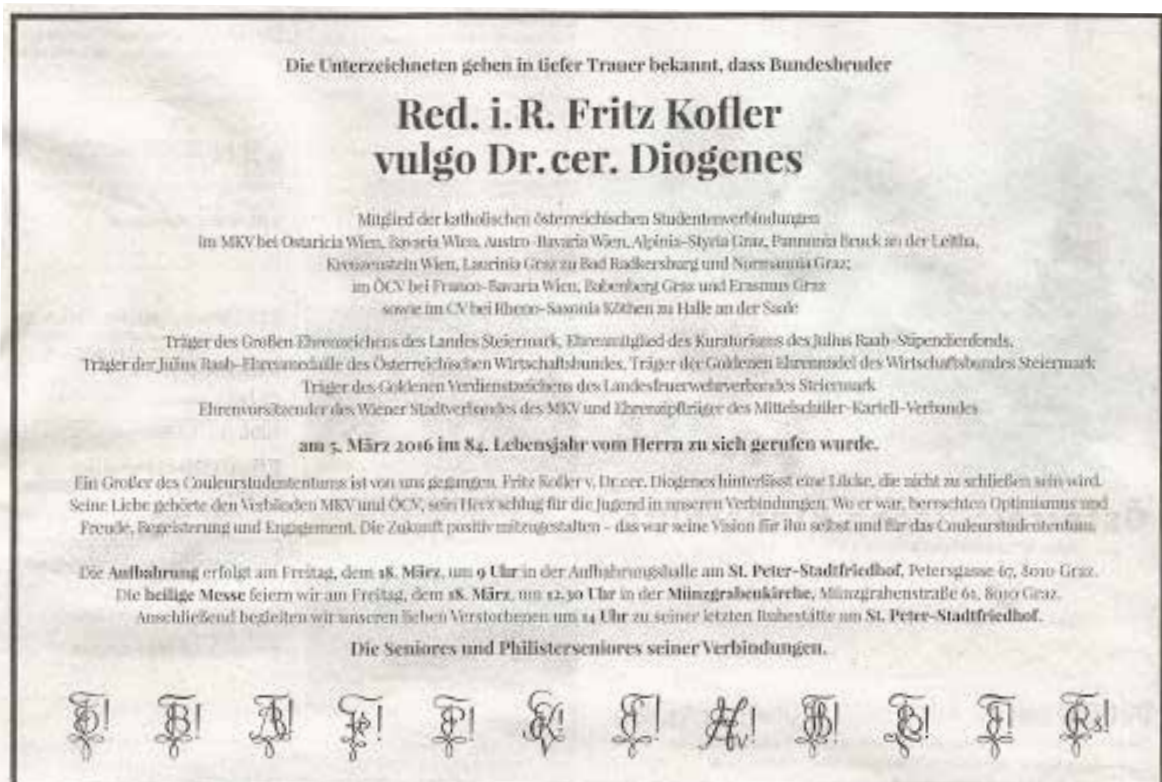 Die Unterzeichneten geben in tiefer Trauer bekannt, dass Bundesbruder
Red. i. R. Fritz Kofler
vulgo Dr. cer. Diogenes
Mitglied der katholischen österreichischen Studentenverbindungen
im MKV bei Ostaricia Wien, Bavaria Wien, Austro-Bavaria Wien, Alpinia-Styria Graz, Pannonia Bruck an der Leitha,
Kreuzenstein Wien, Laurinia Graz zu Bad Radkersburg und Normannia Graz;
im ÖCV bei Franco-Bavaria Wien, Babenberg Graz und Erasmus Graz
sowie im CV bei Rheno-Saxonia Köthen zu Halle an der Saale
Träger des Großen Ehrenzeichens des Landes Steiermark, Ehrenmitglied des Kuratoriums des Julius Raab-Stipendienfonds,
Träger der Julius Raab-Ehrenmedaille des Österreichischen Wirtschaftsbundes, Träger der Goldenen Ehrennadel des Wirtschaftsbundes Steiermark
Träger des Goldenen Verdienstzeichens des Landesfeuerwehrverbandes Steiermark
Ehrenvorsitzender des Wiener Stadtverbandes des MKV und Ehrenzipfträger des Mittelschüler-Kartell-Verbandes
am 5. März 2016 im 84. Lebensjahr vom Herrn zu sich gerufen wurde.
Ein Großer des Couleurstudententums ist von uns gegangen. Fritz Kofler v. Dr. cer. Diogenes hinterlässt eine Lücke, die nicht zu schließen sein wird.
Seine Liebe gehörte den Verbänden MKV und ÖCV, sein Herz schlug für die Jugend in unseren Verbindungen. Wo er war, herrschten Optimismus und
Freude, Begeisterung und Engagement. Die Zukunft positiv mitzugestalten – das war seine Vision für ihn selbst und für das Couleurstudententum.
Die Aufbahrung erfolgt am Freitag, dem 18. März, um 9 Uhr in der Aufbahrungshalle am St. Peter-Stadtfriedhof, Petersgasse 67, 8010 Graz.
Die heilige Messe feiern wir am Freitag, dem 18. März, um 12.30 Uhr in der Münzgrabenkirche, Münzgrabenstraße 61, 8010 Graz.
Anschließend begleiten wir unseren lieben Verstorbenen um 14 Uhr zu seiner letzten Ruhestätte am St. Peter-Stadtfriedhof.
Die Seniores und Philisterseniores seiner Verbindungen.